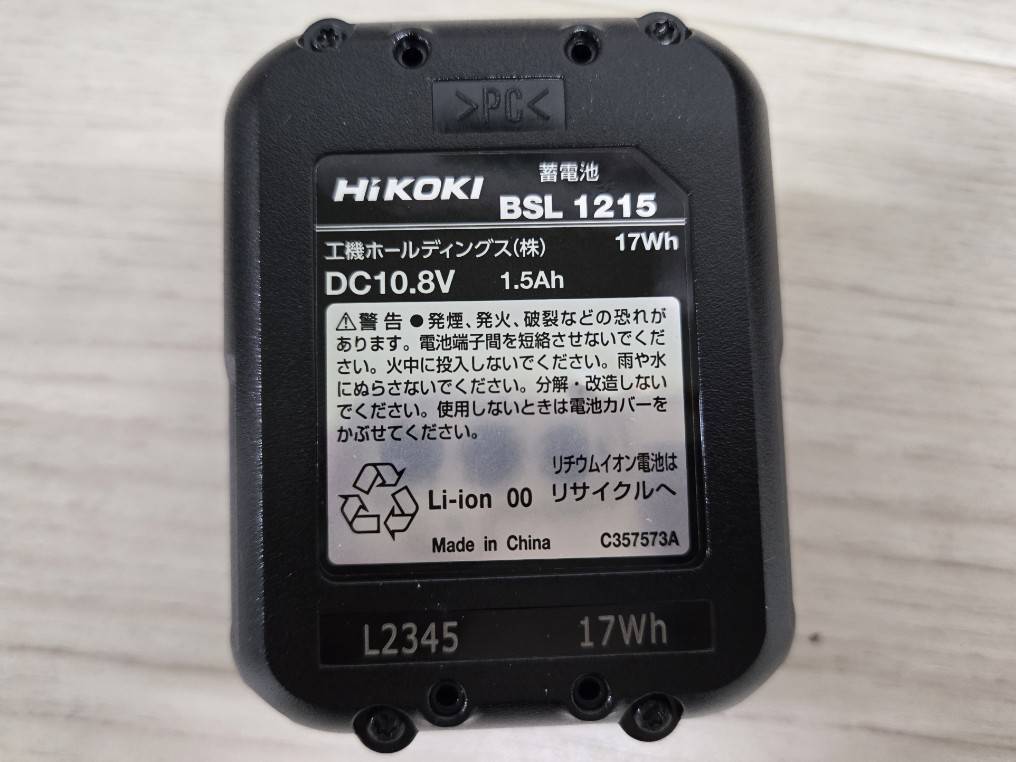 >PC<
HiKOKI
蓄電池
BSL 1215
工機ホールディングス(株)
17Wh
DC10.8V 1.5Ah
⚠警告 ●発煙、発火、破裂などの恐れが
あります。電池端子間を短絡させないでくだ
さい。火中に投入しないでください。雨や水
にぬらさないでください。分解・改造しない
でください。使用しないときは電池カバーを
かぶせてください。
リチウムイオン電池は
Li-ion 00 リサイクルへ
Made in China C357573A
L2345 17Wh